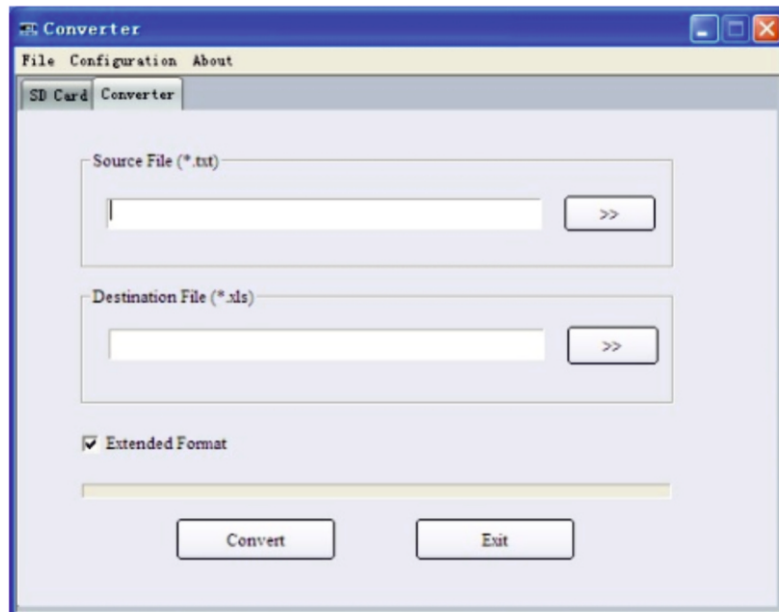 Converter
File Configuration About
SD Card Converter
Source File (*.txt)
>>
Destination File (*.xls)
>>
Extended Format
Convert Exit